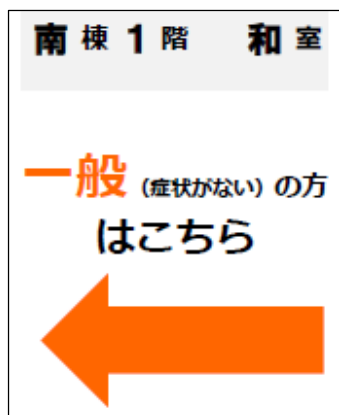 南棟1階　和室
一般（症状がない）の方
はこちら